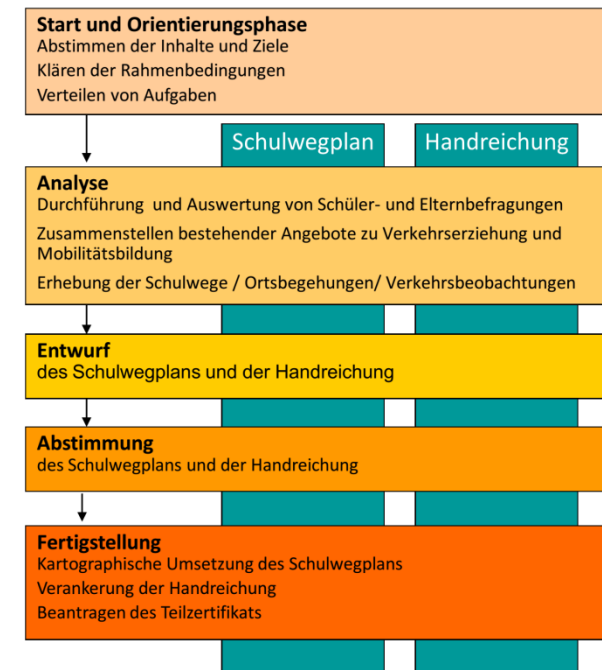 Start und Orientierungsphase
Abstimmen der Inhalte und Ziele
Klären der Rahmenbedingungen
Verteilen von Aufgaben
Schulwegplan
Handreichung
Analyse
Durchführung und Auswertung von Schüler- und Elternbefragungen
Zusammenstellen bestehender Angebote zu Verkehrserziehung und
Mobilitätsbildung
Erhebung der Schulwege / Ortsbegehungen/ Verkehrsbeobachtungen
Entwurf
des Schulwegplans und der Handreichung
Abstimmung
des Schulwegplans und der Handreichung
Fertigstellung
Kartographische Umsetzung des Schulwegplans
Verankerung der Handreichung
Beantragen des Teilzertifikats